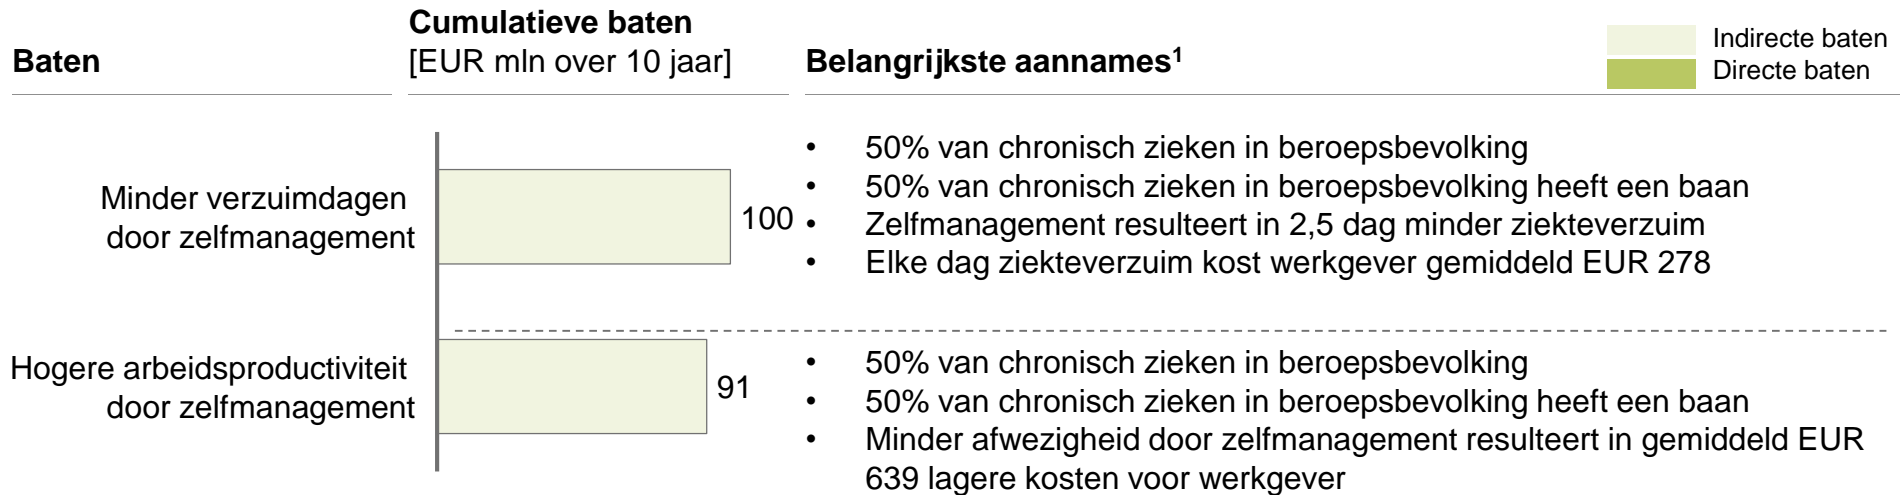 Baten
Cumulatieve baten
[EUR mln over 10 jaar]
Belangrijkste aannames¹
Indirecte baten
Directe baten
Minder verzuimdagen
door zelfmanagement
100
• 50% van chronisch zieken in beroepsbevolking
• 50% van chronisch zieken in beroepsbevolking heeft een baan
• Zelfmanagement resulteert in 2,5 dag minder ziekteverzuim
• Elke dag ziekteverzuim kost werkgever gemiddeld EUR 278
Hogere arbeidsproductiviteit
door zelfmanagement
91
• 50% van chronisch zieken in beroepsbevolking
• 50% van chronisch zieken in beroepsbevolking heeft een baan
• Minder afwezigheid door zelfmanagement resulteert in gemiddeld EUR
639 lagere kosten voor werkgever